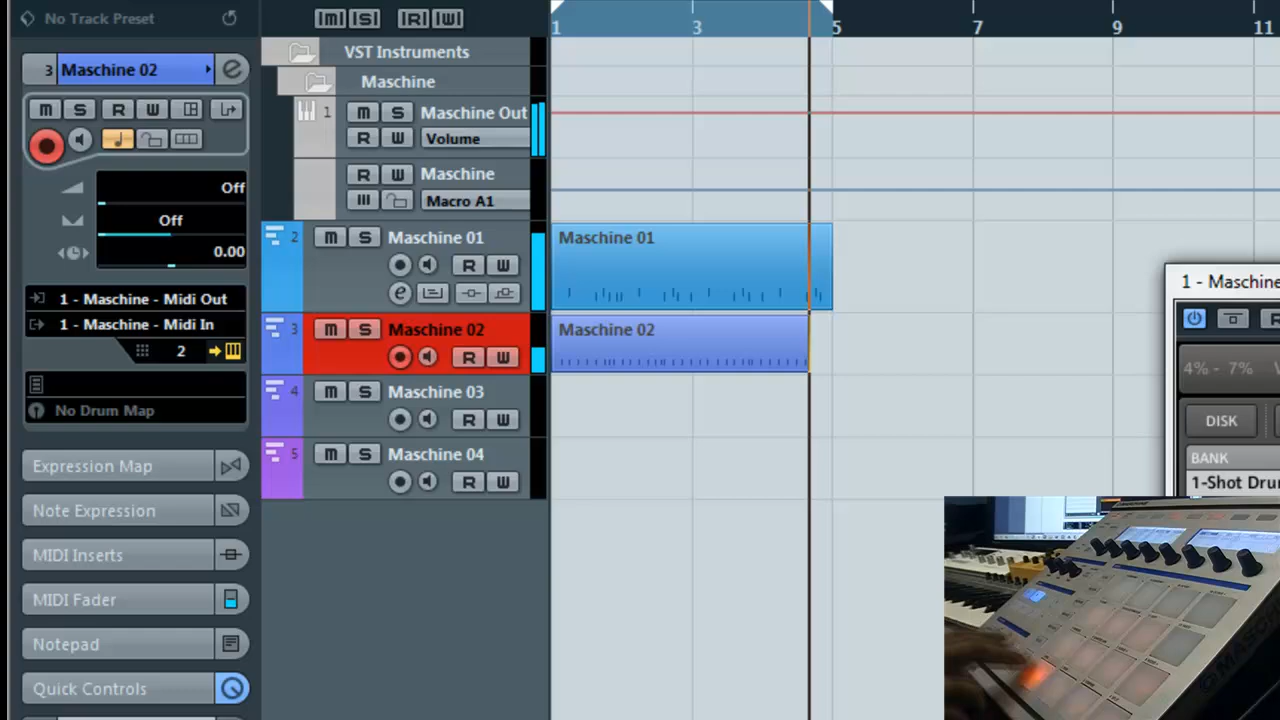 No Track Preset
3 Maschine 02 e
M S R W
Off
Off
0.00
1 - Maschine - Midi Out
1 - Maschine - Midi In
2
No Drum Map
Expression Map
Note Expression
MIDI Inserts
MIDI Fader
Notepad
Quick Controls
M S R W
1 3 5 7 9 11
VST Instruments
Maschine
1 M S Maschine Out
R W Volume
R W Maschine
Macro A1
2 M S Maschine 01
R W
e
3 M S Maschine 02
R W
4 M S Maschine 03
R W
5 M S Maschine 04
R W
Maschine 01
Maschine 02
1 - Maschine
R
4% - 7%
DISK
BANK
1-Shot Dru